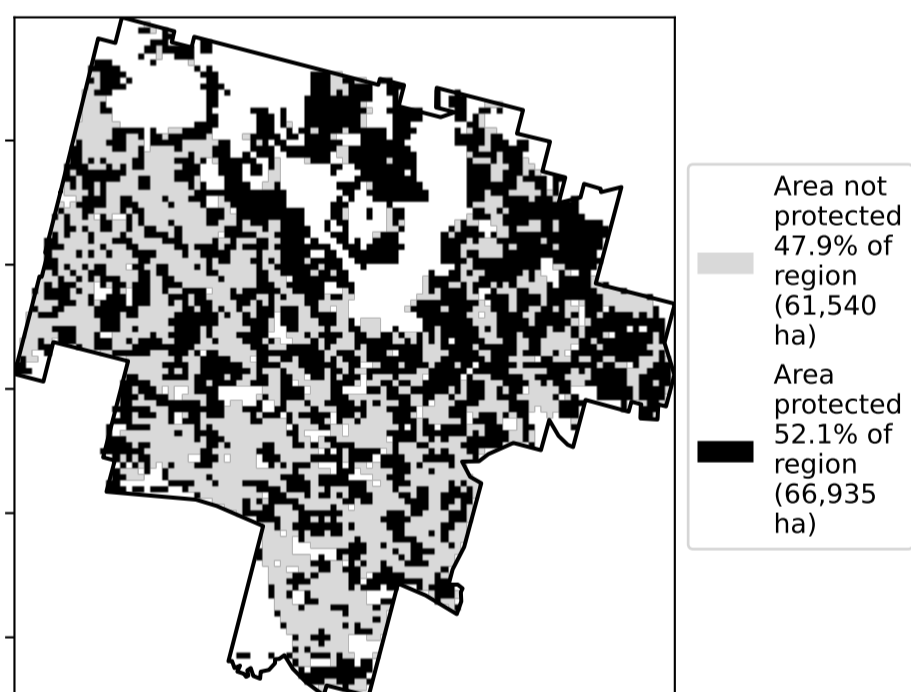 Area not
protected
47.9% of
region
(61,540
ha)
Area
protected
52.1% of
region
(66,935
ha)